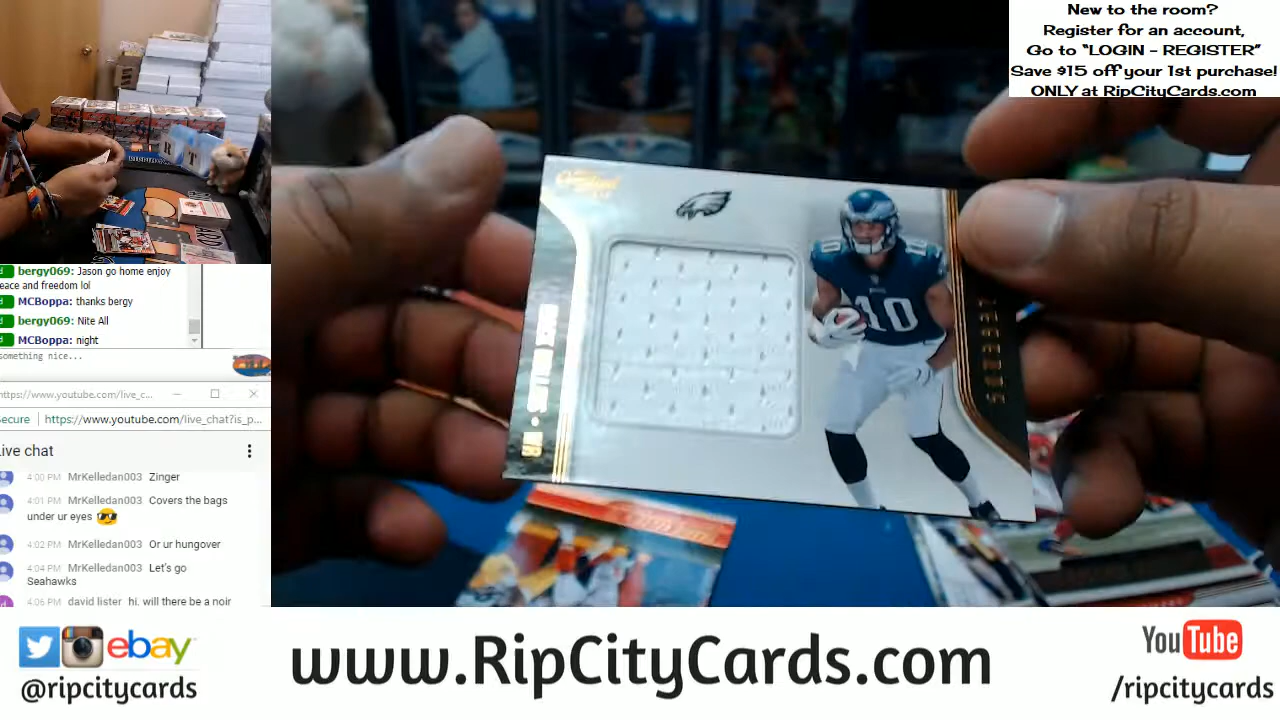 New to the room?
Register for an account,
Go to "LOGIN - REGISTER"
Save $15 off your 1st purchase!
ONLY at RipCityCards.com
bergy069: Jason go home enjoy
eace and freedom lol
MCBoppa: thanks bergy
bergy069: Nite All
MCBoppa: night
something nice...
https://www.youtube.com/live_c...
ecure
https://www.youtube.com/live_chat?is_p...
ive chat
4:00 PM MrKelledan003 Zinger
4:01 PM MrKelledan003 Covers the bags
under ur eyes 😎
4:02 PM MrKelledan003 Or ur hungover
4:04 PM MrKelledan003 Let's go
Seahawks
4:06 PM david lister hi, will there be a noir
10
10
ebay
@ripcitycards
www.RipCityCards.com
YouTube
/ripcitycards